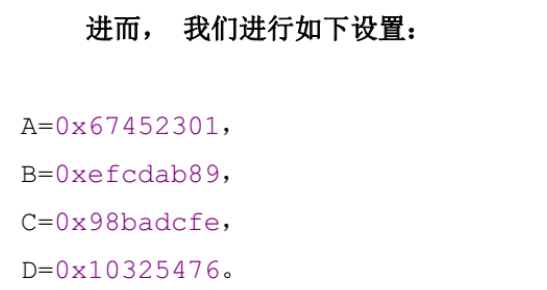 进而， 我们进行如下设置：
A=0x67452301，
B=0xefcdab89，
C=0x98badcfe，
D=0x10325476。